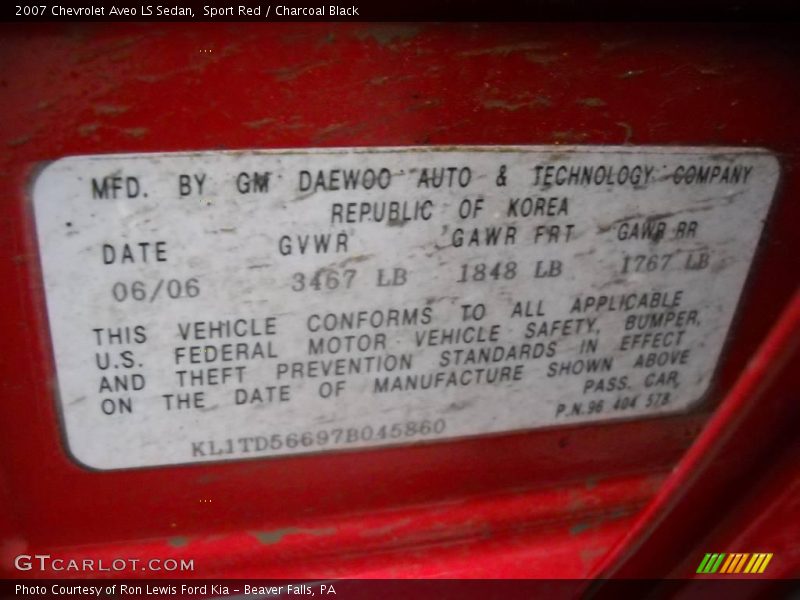 2007 Chevrolet Aveo LS Sedan, Sport Red / Charcoal Black
MFD. BY GM DAEWOO AUTO & TECHNOLOGY COMPANY
REPUBLIC OF KOREA
DATE GVWR GAWR FRT GAWR RR
06/06 3467 LB 1848 LB 1767 LB
THIS VEHICLE CONFORMS TO ALL APPLICABLE
U.S. FEDERAL MOTOR VEHICLE SAFETY, BUMPER,
AND THEFT PREVENTION STANDARDS IN EFFECT
ON THE DATE OF MANUFACTURE SHOWN ABOVE
PASS. CAR,
P.N.96 404 578
KL1TD56697B045860
GTCARLOT.COM
Photo Courtesy of Ron Lewis Ford Kia - Beaver Falls, PA